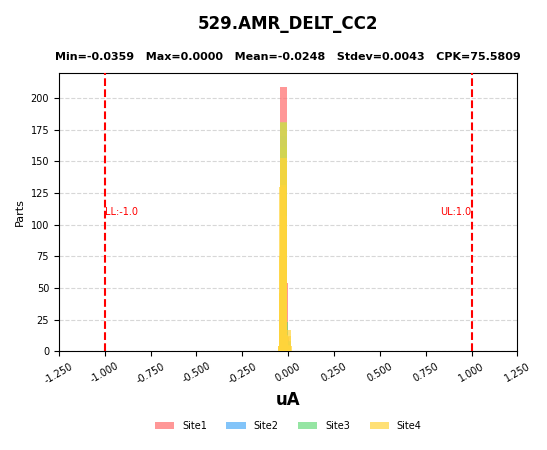 529.AMR_DELT_CC2
Min=-0.0359 Max=0.0000 Mean=-0.0248 Stdev=0.0043 CPK=75.5809
Parts
200
175
150
125
100
75
50
25
0
LL:-1.0
UL:1.0
-1.250 -1.000 -0.750 -0.500 -0.250 0.000 0.250 0.500 0.750 1.000 1.250
uA
Site1 Site2 Site3 Site4